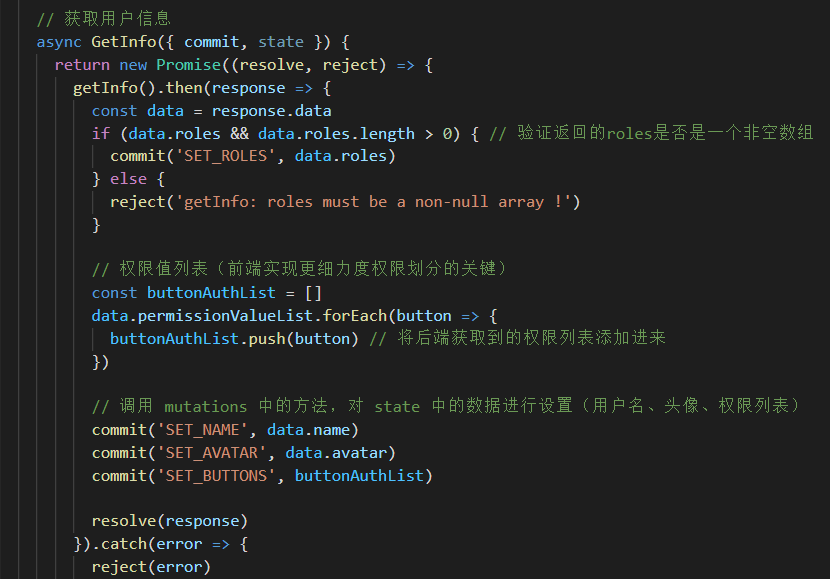 // 获取用户信息
async GetInfo({ commit, state }) {
return new Promise((resolve, reject) => {
getInfo().then(response => {
const data = response.data
if (data.roles && data.roles.length > 0) { // 验证返回的roles是否是一个非空数组
commit('SET_ROLES', data.roles)
} else {
reject('getInfo: roles must be a non-null array !')
}
// 权限值列表（前端实现更细力度权限划分的关键）
const buttonAuthList = []
data.permissionValueList.forEach(button => {
buttonAuthList.push(button) // 将后端获取到的权限列表添加进来
})
// 调用 mutations 中的方法，对 state 中的数据进行设置（用户名、头像、权限列表）
commit('SET_NAME', data.name)
commit('SET_AVATAR', data.avatar)
commit('SET_BUTTONS', buttonAuthList)
resolve(response)
}).catch(error => {
reject(error)